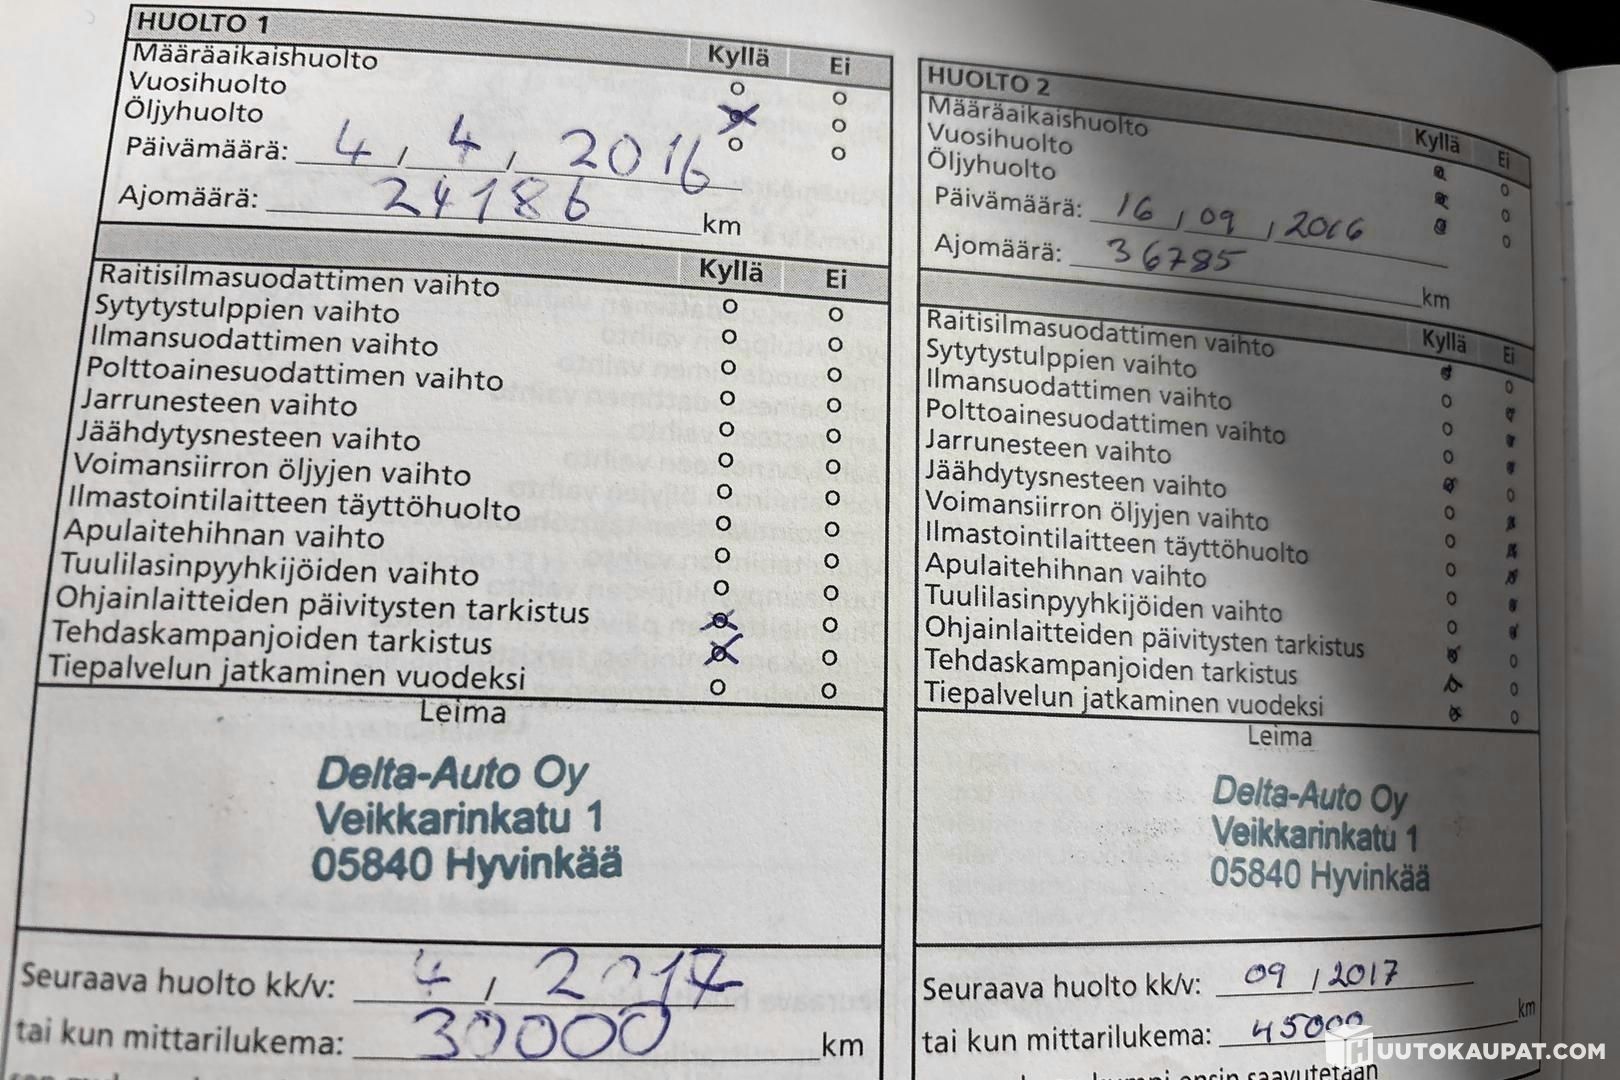 HUOLTO 1
Kyllä Ei
Määräaikaishuolto
Vuosihuolto
Öljyhuolto
Päivämäärä: 4 / 4 / 2016
Ajomäärä: 24186 km
Kyllä Ei
Raitisilmasuodattimen vaihto
Sytytystulppien vaihto
Ilmansuodattimen vaihto
Polttoainesuodattimen vaihto
Jarrunesteen vaihto
Jäähdytysnesteen vaihto
Voimansiirron öljyjen vaihto
Ilmastointilaitteen täyttöhuolto
Apulaitehihnan vaihto
Tuulilasinpyyhkijöiden vaihto
Ohjainlaitteiden päivitysten tarkistus
Tehdaskampanjoiden tarkistus
Tiepalvelun jatkaminen vuodeksi
Leima
Delta-Auto Oy
Veikkarinkatu 1
05840 Hyvinkää
Seuraava huolto kk/v: 4 / 2017
tai kun mittarilukema: 30000 km
HUOLTO 2
Kyllä Ei
Määräaikaishuolto
Vuosihuolto
Öljyhuolto
Päivämäärä: 16 / 09 / 2016
Ajomäärä: 36785 km
Kyllä Ei
Raitisilmasuodattimen vaihto
Sytytystulppien vaihto
Ilmansuodattimen vaihto
Polttoainesuodattimen vaihto
Jarrunesteen vaihto
Jäähdytysnesteen vaihto
Voimansiirron öljyjen vaihto
Ilmastointilaitteen täyttöhuolto
Apulaitehihnan vaihto
Tuulilasinpyyhkijöiden vaihto
Ohjainlaitteiden päivitysten tarkistus
Tehdaskampanjoiden tarkistus
Tiepalvelun jatkaminen vuodeksi
Leima
Delta-Auto Oy
Veikkarinkatu 1
05840 Hyvinkää
Seuraava huolto kk/v: 09 / 2017
tai kun mittarilukema: 45000 km
ensin saavutetaan
HUUTOKAUPAT.COM